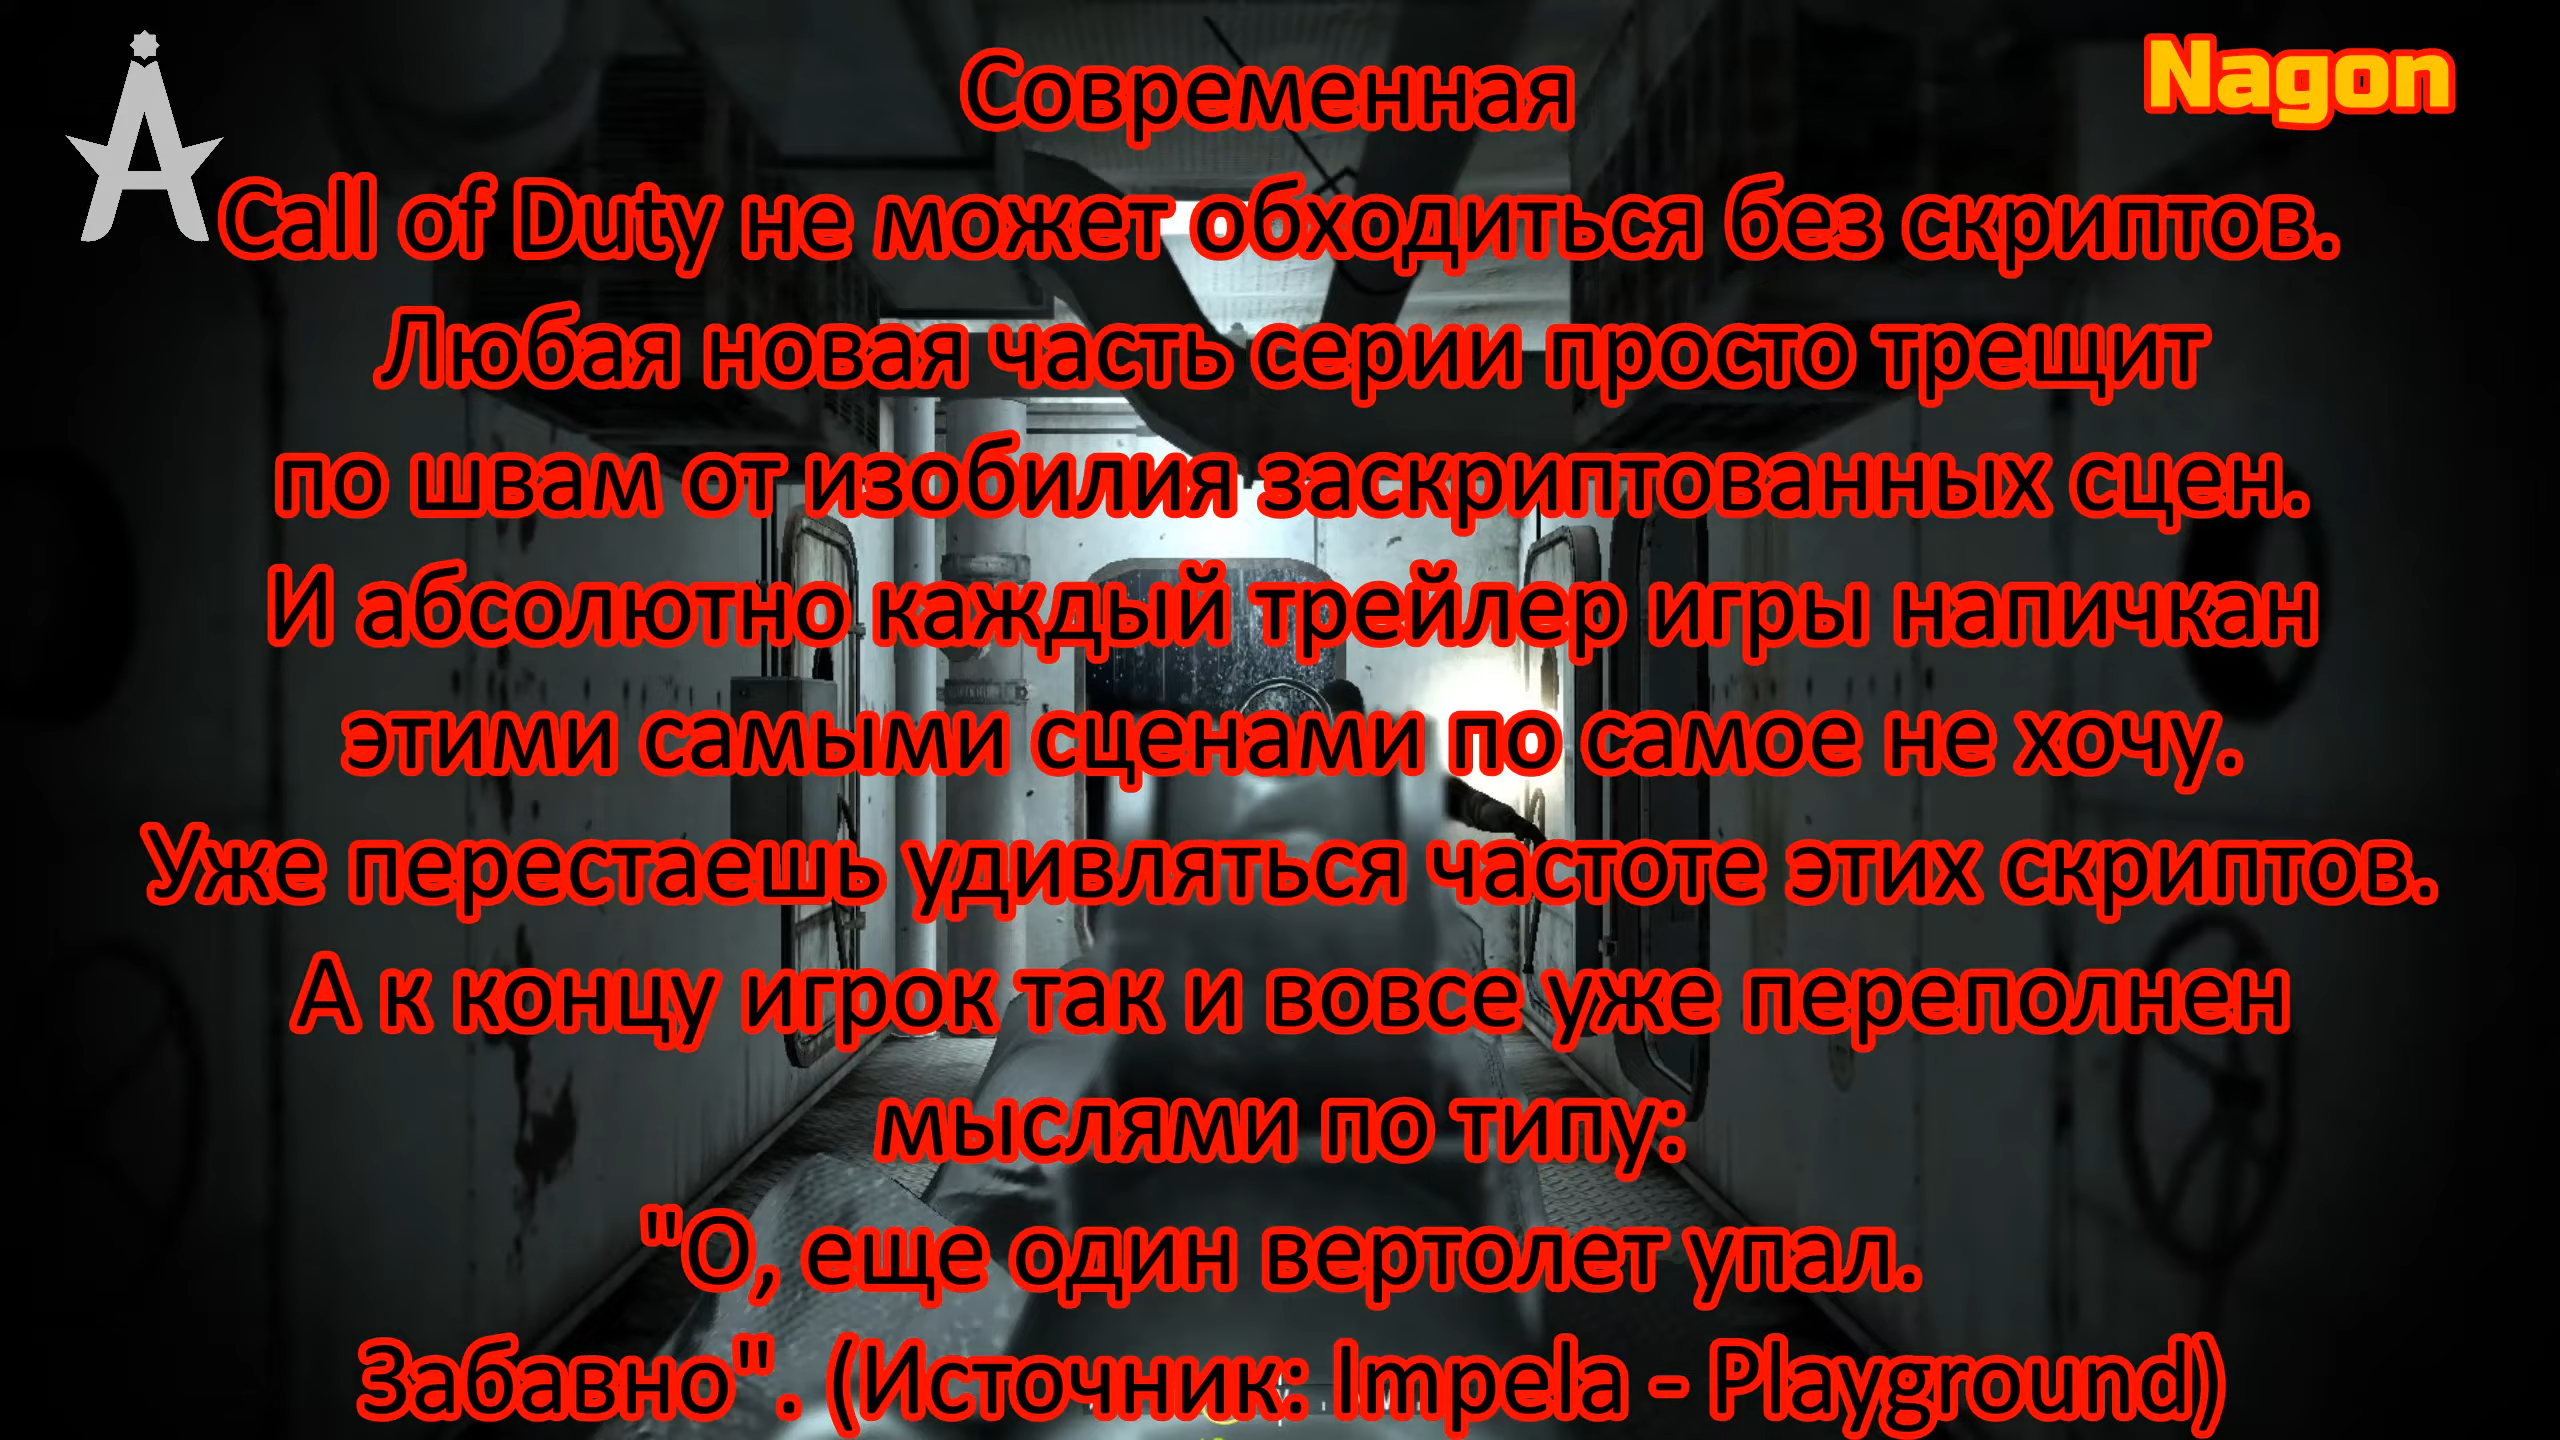 Nagon
Современная
Call of Duty не может обходиться без скриптов.
Любая новая часть серии просто трещит
по швам от изобилия заскриптованных сцен.
И абсолютно каждый трейлер игры напичкан
этими самыми сценами по самое не хочу.
Уже перестаешь удивляться частоте этих скриптов.
А к концу игрок так и вовсе уже переполнен
мыслями по типу:
"О, еще один вертолет упал.
Забавно". (Источник: Impela - Playground)